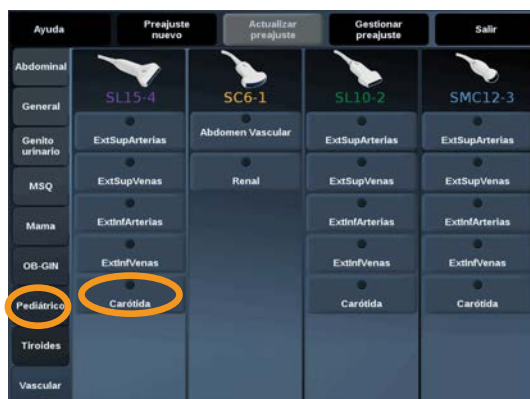 Ayuda
Preajuste
nuevo
Actualizar
preajuste
Gestionar
preajuste
Salir
Abdominal
General
Genito
urinario
MSQ
Mama
OB-GIN
Pediátrico
Tiroides
Vascular
SL15-4
ExtSupArterias
ExtSupVenas
ExtInfArterias
ExtInfVenas
Carótida
SC6-1
Abdomen Vascular
Renal
SL10-2
ExtSupArterias
ExtSupVenas
ExtInfArterias
ExtInfVenas
Carótida
SMC12-3
ExtSupArterias
ExtSupVenas
ExtInfArterias
ExtInfVenas
Carótida